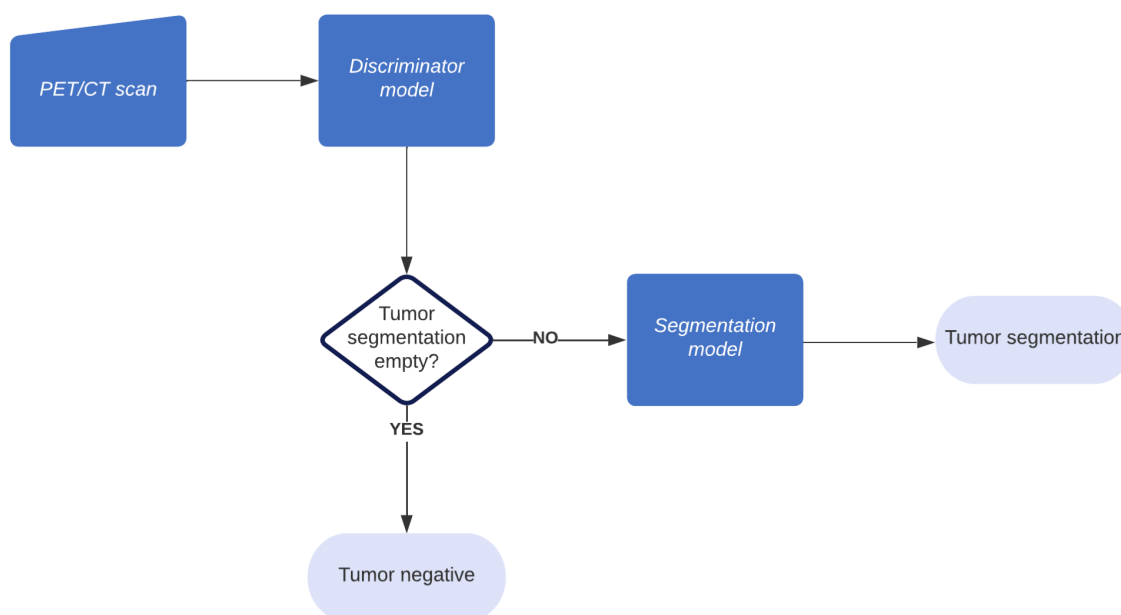 PET/CT scan
Discriminator
model
Tumor
segmentation
empty?
NO
Segmentation
model
Tumor segmentation
YES
Tumor negative